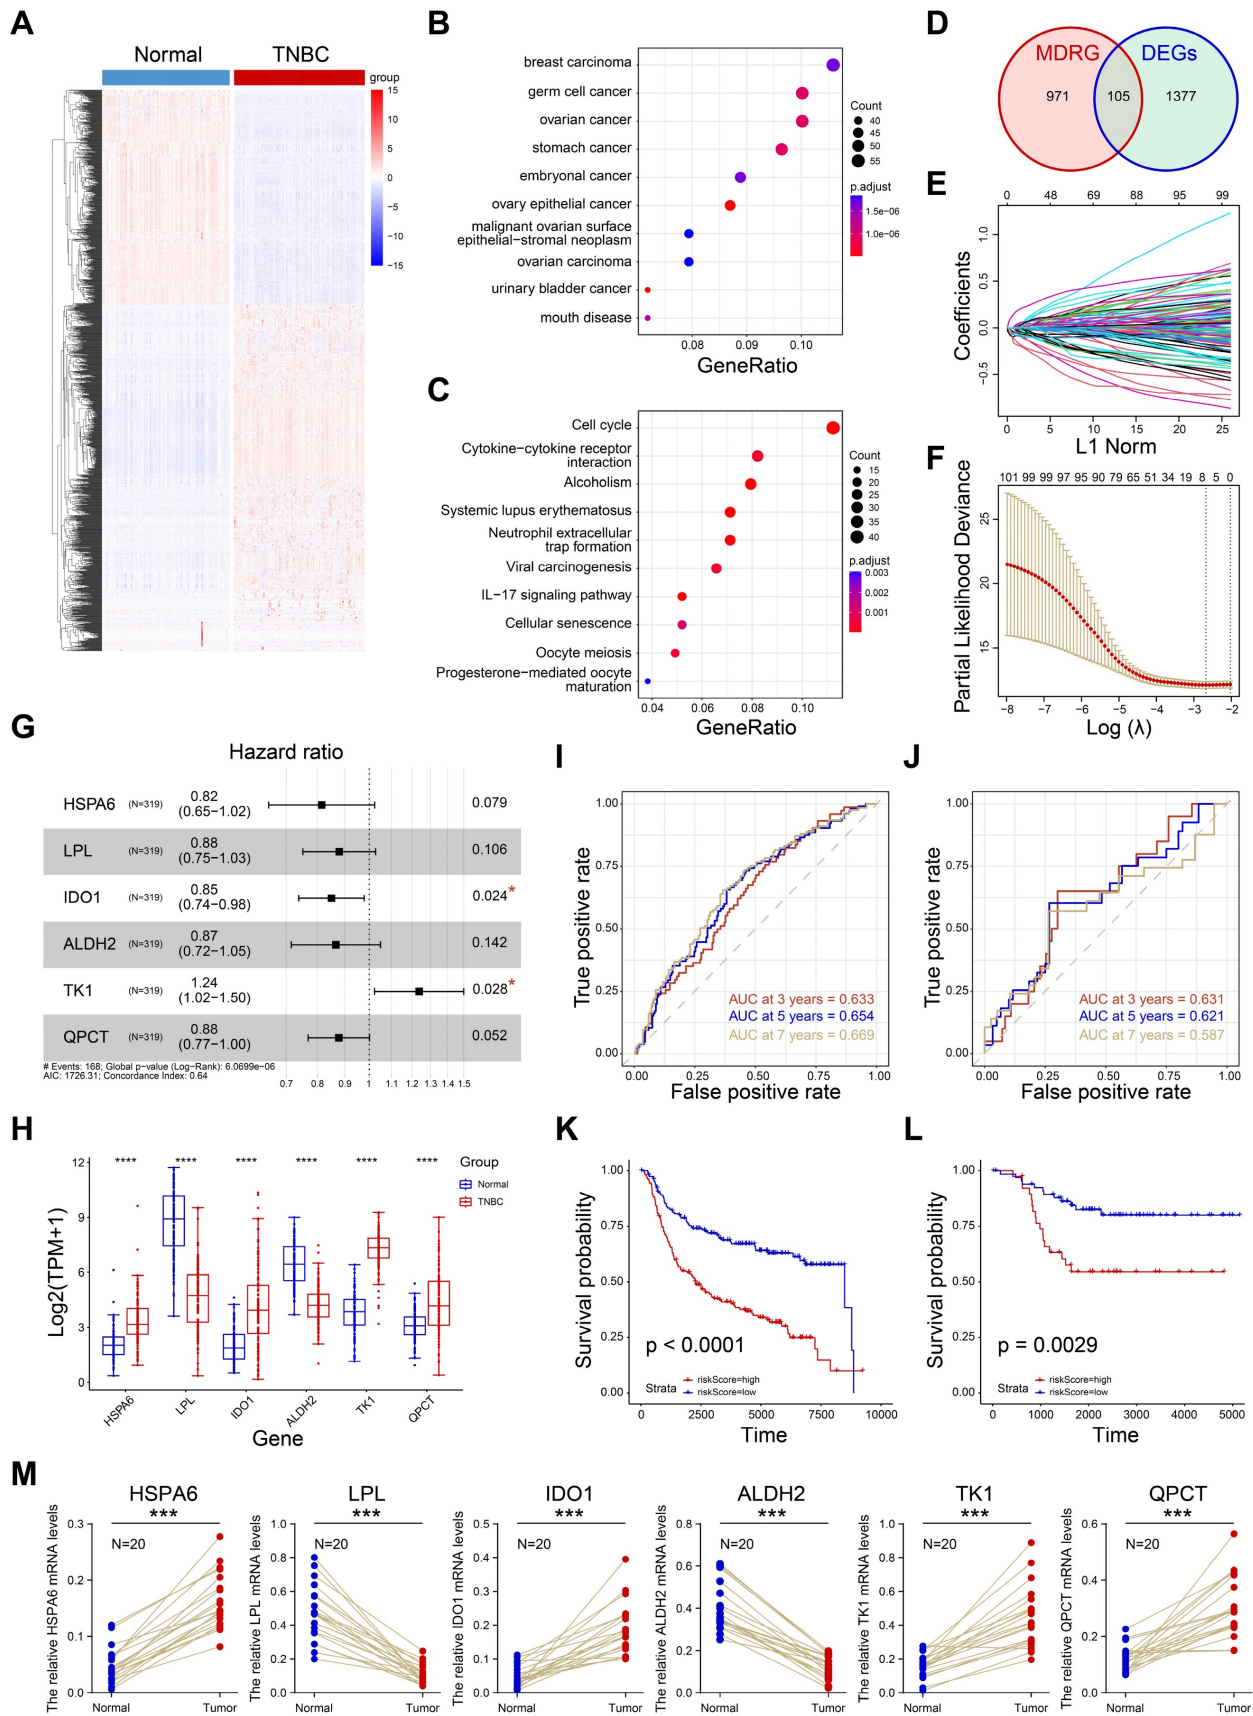 A
Normal
TNBC
group
15
10
5
0
−5
−10
−15
B
breast carcinoma
germ cell cancer
ovarian cancer
stomach cancer
embryonal cancer
ovary epithelial cancer
malignant ovarian surface
epithelial−stromal neoplasm
ovarian carcinoma
urinary bladder cancer
mouth disease
0.08 0.09 0.10
GeneRatio
Count
40
45
50
55
p.adjust
1.5e−06
1.0e−06
C
Cell cycle
Cytokine−cytokine receptor
interaction
Alcoholism
Systemic lupus erythematosus
Neutrophil extracellular
trap formation
Viral carcinogenesis
IL−17 signaling pathway
Cellular senescence
Oocyte meiosis
Progesterone−mediated oocyte
maturation
0.04 0.06 0.08 0.10
GeneRatio
Count
15
20
25
30
35
40
p.adjust
0.003
0.002
0.001
D
MDRG
DEGs
971
105
1377
E
0 48 69 88 95 99
Coefficients
1.0
0.5
0.0
−0.5
0 5 10 15 20 25
L1 Norm
F
101 99 99 97 95 90 79 65 51 34 19 8 5 0
Partial Likelihood Deviance
25
20
15
−8 −7 −6 −5 −4 −3 −2
Log (λ)
G
Hazard ratio
HSPA6 (N=319) 0.82
(0.65−1.02) 0.079
LPL (N=319) 0.88
(0.75−1.03) 0.106
IDO1 (N=319) 0.85
(0.74−0.98) 0.024*
ALDH2 (N=319) 0.87
(0.72−1.05) 0.142
TK1 (N=319) 1.24
(1.02−1.50) 0.028*
QPCT (N=319) 0.88
(0.77−1.00) 0.052
# Events: 168; Global p−value (Log−Rank): 6.0699e−06
AIC: 1726.31; Concordance Index: 0.64
0.7 0.8 0.9 1 1.1 1.2 1.3 1.4 1.5
H
Log2(TPM+1)
12
9
6
3
0
**** **** **** **** **** ****
Group
Normal
TNBC
HSPA6
LPL
IDO1
ALDH2
TK1
QPCT
Gene
I
True positive rate
1.00
0.75
0.50
0.25
0.00
AUC at 3 years = 0.633
AUC at 5 years = 0.654
AUC at 7 years = 0.669
0.00 0.25 0.50 0.75 1.00
False positive rate
J
True positive rate
1.00
0.75
0.50
0.25
0.00
AUC at 3 years = 0.631
AUC at 5 years = 0.621
AUC at 7 years = 0.587
0.00 0.25 0.50 0.75 1.00
False positive rate
K
Survival probability
1.00
0.75
0.50
0.25
0.00
p < 0.0001
Strata
riskScore=high
riskScore=low
0 2500 5000 7500 10000
Time
L
Survival probability
1.00
0.75
0.50
0.25
0.00
p = 0.0029
Strata
riskScore=high
riskScore=low
0 1000 2000 3000 4000 5000
Time
M
HSPA6
***
N=20
The relative HSPA6 mRNA levels
0.3
0.2
0.1
0.0
Normal Tumor
LPL
***
N=20
The relative LPL mRNA levels
1.0
0.8
0.6
0.4
0.2
0.0
Normal Tumor
IDO1
***
N=20
The relative IDO1 mRNA levels
0.5
0.4
0.3
0.2
0.1
0.0
Normal Tumor
ALDH2
***
N=20
The relative ALDH2 mRNA levels
0.8
0.6
0.4
0.2
0.0
Normal Tumor
TK1
***
N=20
The relative TK1 mRNA levels
1.0
0.8
0.6
0.4
0.2
0.0
Normal Tumor
QPCT
***
N=20
The relative QPCT mRNA levels
0.6
0.4
0.2
0.0
Normal Tumor